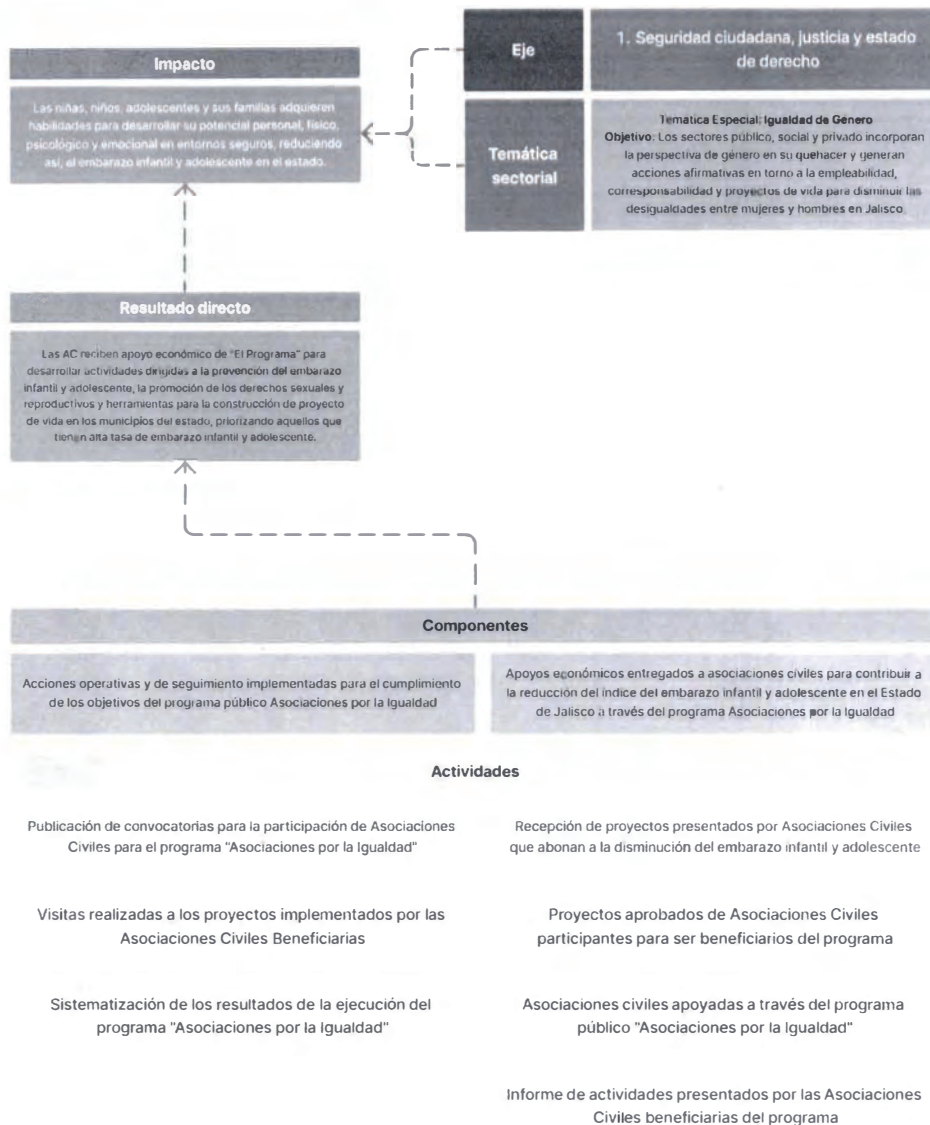 Impacto
Las niñas, niños, adolescentes y sus familias adquieren
habilidades para desarrollar su potencial personal, físico,
psicológico y emocional en entornos seguros, reduciendo
así, el embarazo infantil y adolescente en el estado.
Eje
1. Seguridad ciudadana, justicia y estado
de derecho
Temática
sectorial
Temática Especial: Igualdad de Género
Objetivo: Los sectores público, social y privado incorporan
la perspectiva de género en su quehacer y generan
acciones afirmativas en torno a la empleabilidad,
corresponsabilidad y proyectos de vida para disminuir las
desigualdades entre mujeres y hombres en Jalisco
Resultado directo
Las AC reciben apoyo económico de "El Programa" para
desarrollar actividades dirigidas a la prevención del embarazo
infantil y adolescente, la promoción de los derechos sexuales y
reproductivos y herramientas para la construcción de proyecto
de vida en los municipios del estado, priorizando aquellos que
tienen alta tasa de embarazo infantil y adolescente.
Componentes
Acciones operativas y de seguimiento implementadas para el cumplimiento
de los objetivos del programa público Asociaciones por la Igualdad
Apoyos económicos entregados a asociaciones civiles para contribuir a
la reducción del índice del embarazo infantil y adolescente en el Estado
de Jalisco a través del programa Asociaciones por la Igualdad
Actividades
Publicación de convocatorias para la participación de Asociaciones
Civiles para el programa "Asociaciones por la Igualdad"
Recepción de proyectos presentados por Asociaciones Civiles
que abonan a la disminución del embarazo infantil y adolescente
Visitas realizadas a los proyectos implementados por las
Asociaciones Civiles Beneficiarias
Proyectos aprobados de Asociaciones Civiles
participantes para ser beneficiarios del programa
Sistematización de los resultados de la ejecución del
programa "Asociaciones por la Igualdad"
Asociaciones civiles apoyadas a través del programa
público "Asociaciones por la Igualdad"
Informe de actividades presentados por las Asociaciones
Civiles beneficiarias del programa